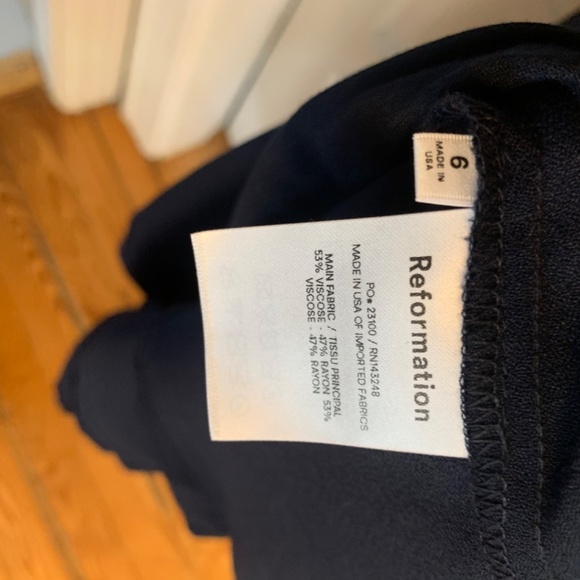 6
MADE IN
USA
Reformation
PO# 23100 / RN143248
MADE IN USA OF IMPORTED FABRICS
MAIN FABRIC / TISSU PRINCIPAL
53% VISCOSE : 47% RAYON 53%
VISCOSE : 47% RAYON